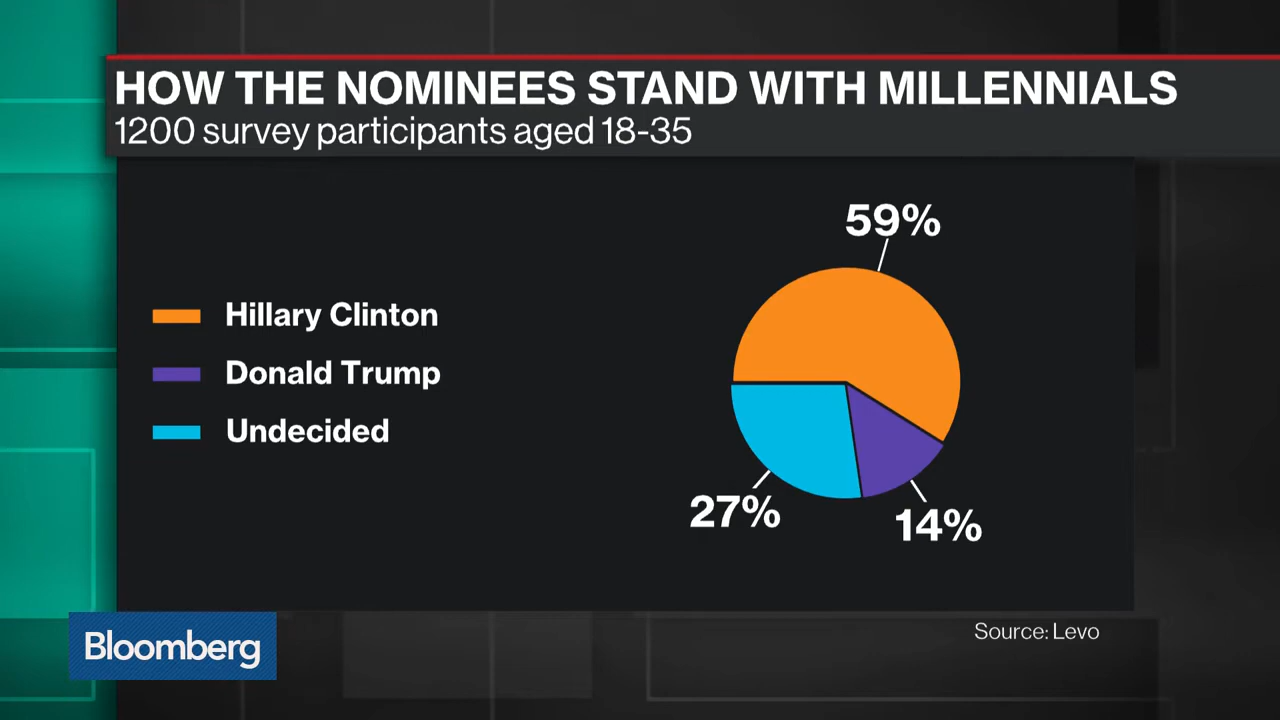 HOW THE NOMINEES STAND WITH MILLENNIALS
1200 survey participants aged 18-35
59%
Hillary Clinton
Donald Trump
Undecided
27%
14%
Source: Levo
Bloomberg